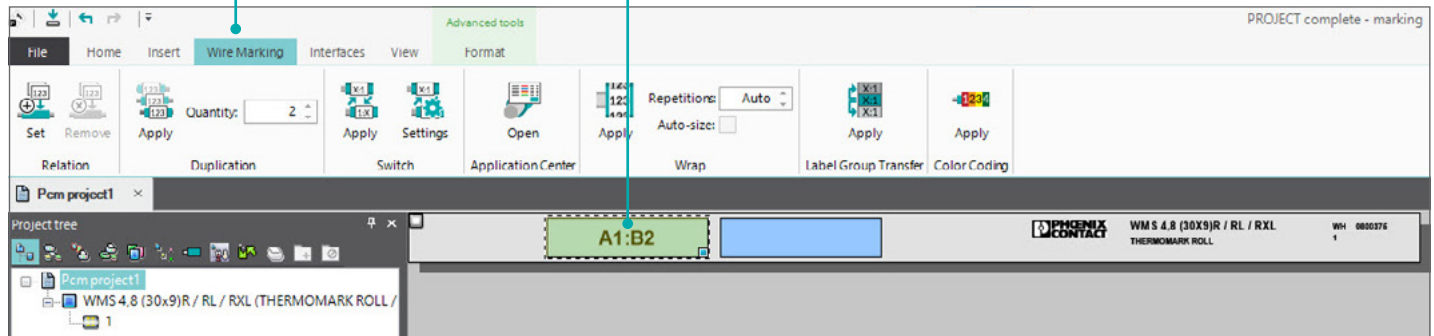 Advanced tools
PROJECT complete - marking
File Home Insert Wire Marking Interfaces View Format
Set Remove Apply Quantity: 2 Apply Settings Open Apply Repetitions: Auto Apply Apply
Auto-size:
Relation Duplication Switch Application Center Wrap Label Group Transfer Color Coding
Pcm project1
Project tree
A1:B2
PHŒNIX CONTACT
WMS 4,8 (30X9)R / RL / RXL
THERMOMARK ROLL
WH 0800376
1
Pcm project1
WMS 4,8 (30x9)R / RL / RXL (THERMOMARK ROLL /
1